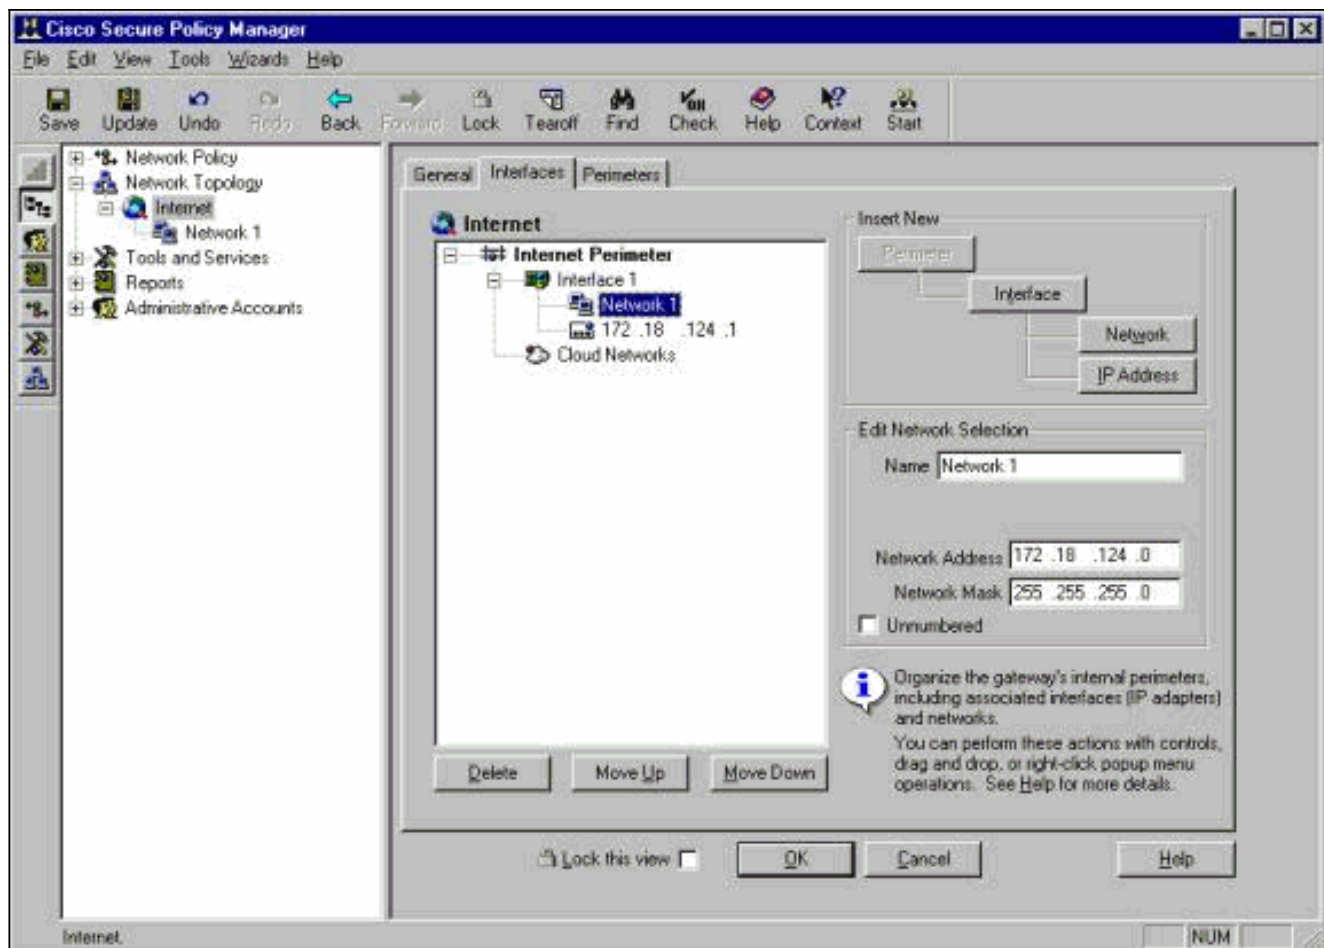 Cisco Secure Policy Manager
File Edit View Tools Wizards Help
Save Update Undo Redo Back Forward Lock Tearoff Find Check Help Context Start
Network Policy
Network Topology
Internet
Network 1
Tools and Services
Reports
Administrative Accounts
General Interfaces Perimeters
Internet
Internet Perimeter
Interface 1
Network 1
172 .18 .124 .1
Cloud Networks
Delete Move Up Move Down
Insert New
Perimeter
Interface
Network
IP Address
Edit Network Selection
Name Network 1
Network Address 172 .18 .124 .0
Network Mask 255 .255 .255 .0
Unnumbered
Organize the gateway's internal perimeters,
including associated interfaces (IP adapters)
and networks.
You can perform these actions with controls,
drag and drop, or right-click popup menu
operations. See Help for more details.
Lock this view OK Cancel Help
Internet. NUM